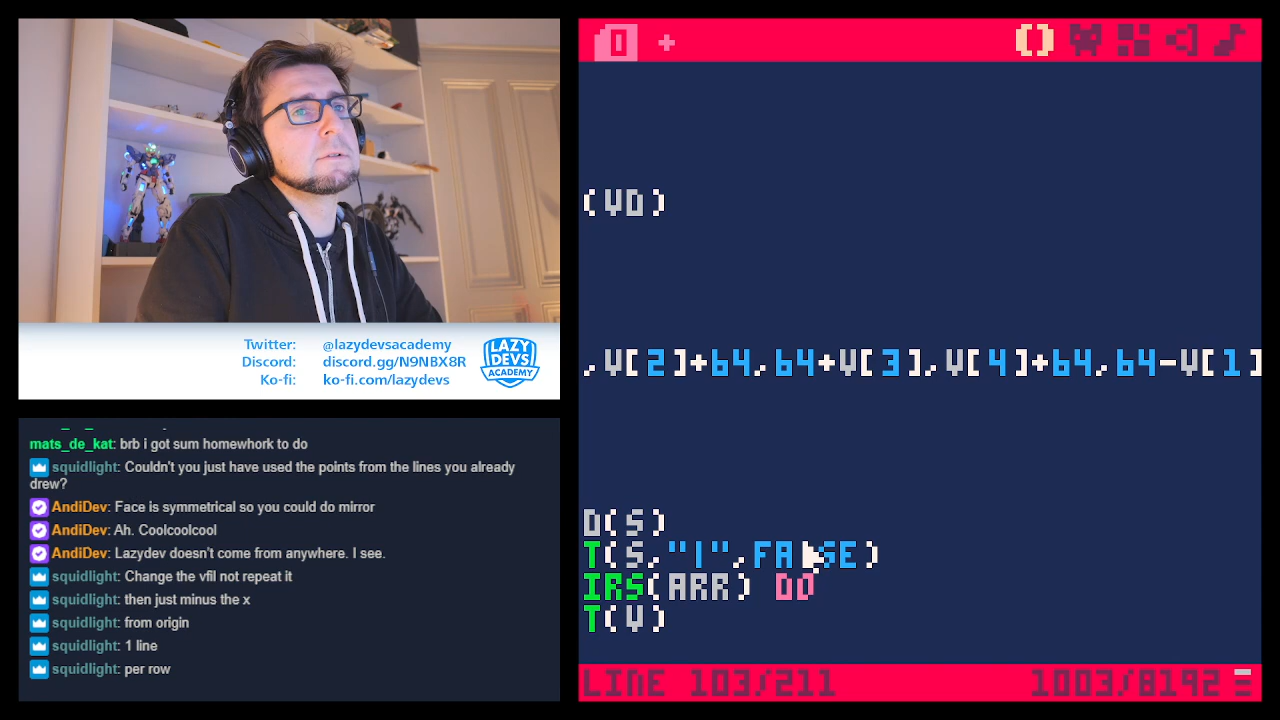 Twitter: @lazydevsacademy
Discord: discord.gg/N9NBX8R
Ko-fi: ko-fi.com/lazydevs
LAZY
DEVS
ACADEMY
mats_de_kat: brb i got sum homewhork to do
squidlight: Couldn't you just have used the points from the lines you already
drew?
AndiDev: Face is symmetrical so you could do mirror
AndiDev: Ah. Coolcoolcool
AndiDev: Lazydev doesn't come from anywhere. I see.
squidlight: Change the vfil not repeat it
squidlight: then just minus the x
squidlight: from origin
squidlight: 1 line
squidlight: per row
0 +
(VD)
,V[2]+64,64+V[3],V[4]+64,64-V[1]
D(S)
T(S,"|",FALSE)
IRS(ARR) DO
T(V)
LINE 103/211
1003/8192